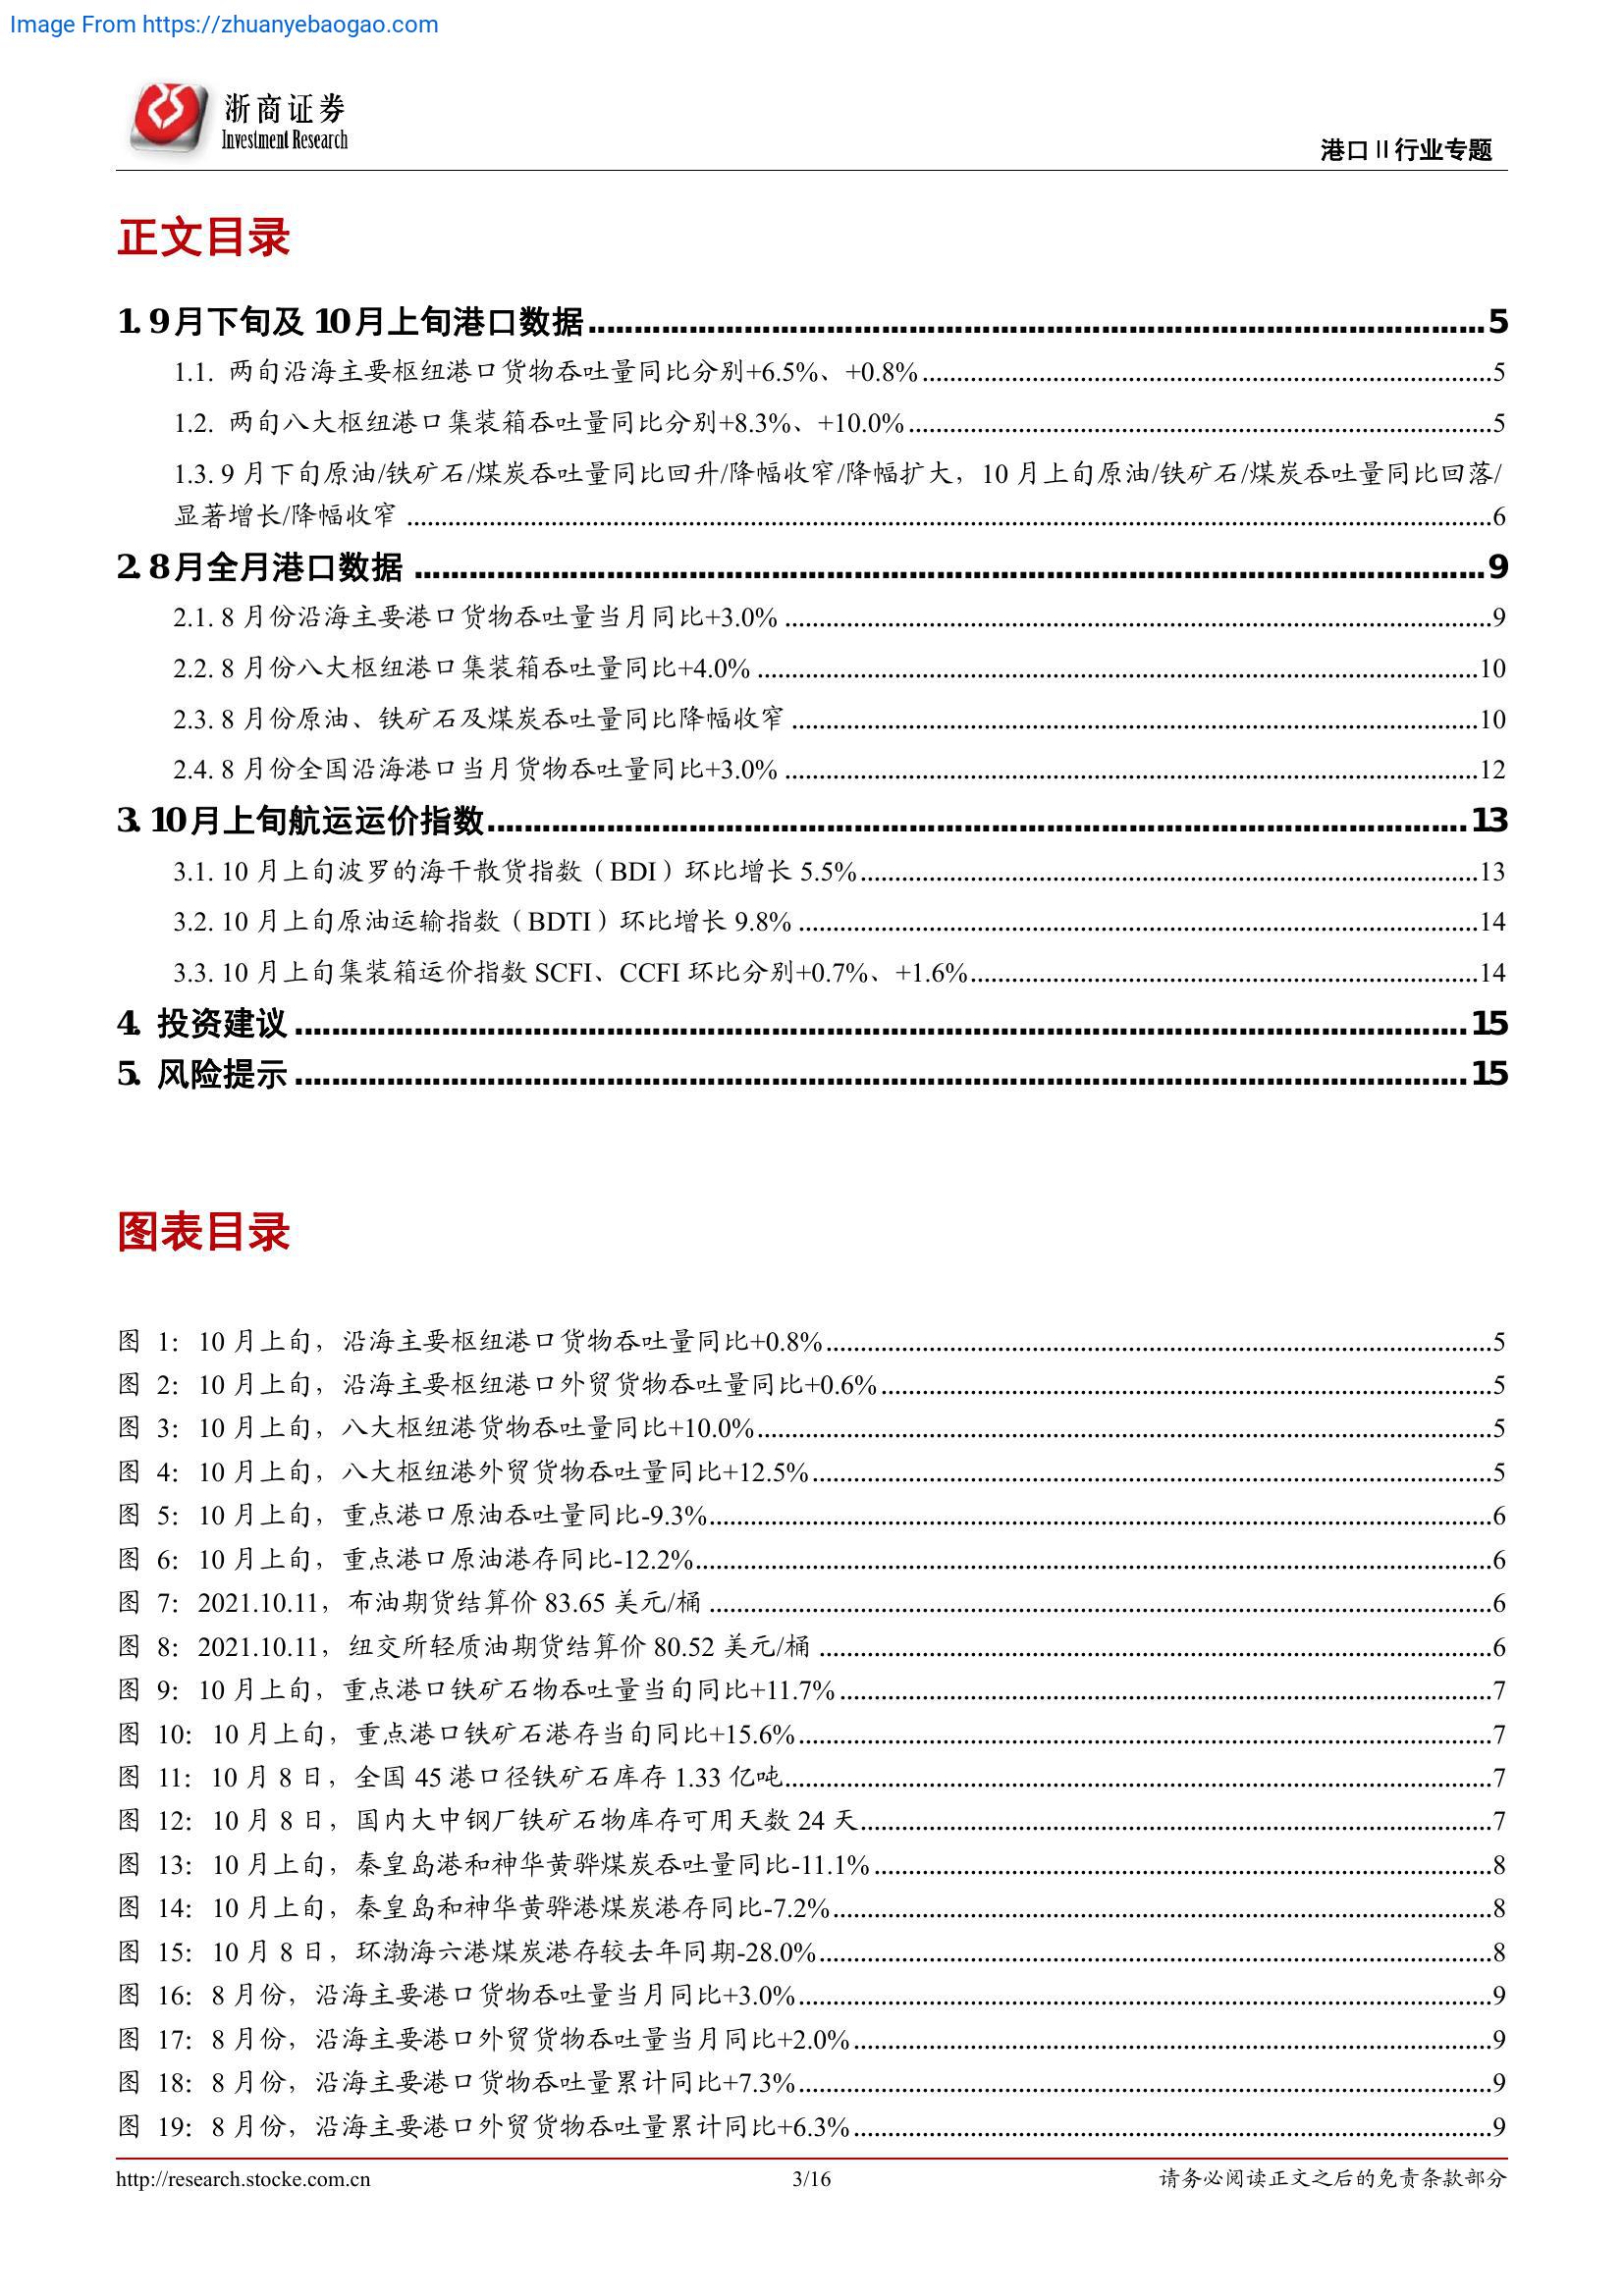 Image From https://zhuanyebaogao.com
浙商证券
Investment Research
港口Ⅱ行业专题
正文目录
1. 9月下旬及 10月上旬港口数据..........5
1.1. 两旬沿海主要枢纽港口货物吞吐量同比分别+6.5%、+0.8%..........5
1.2. 两旬八大枢纽港口集装箱吞吐量同比分别+8.3%、+10.0%..........5
1.3. 9 月下旬原油/铁矿石/煤炭吞吐量同比回升/降幅收窄/降幅扩大，10 月上旬原油/铁矿石/煤炭吞吐量同比回落/
显著增长/降幅收窄 ..........6
2. 8月全月港口数据 ..........9
2.1. 8 月份沿海主要港口货物吞吐量当月同比+3.0% ..........9
2.2. 8 月份八大枢纽港口集装箱吞吐量同比+4.0% ..........10
2.3. 8 月份原油、铁矿石及煤炭吞吐量同比降幅收窄 ..........10
2.4. 8 月份全国沿海港口当月货物吞吐量同比+3.0% ..........12
3. 10月上旬航运运价指数..........13
3.1. 10 月上旬波罗的海干散货指数（BDI）环比增长 5.5%..........13
3.2. 10 月上旬原油运输指数（BDTI）环比增长 9.8% ..........14
3.3. 10 月上旬集装箱运价指数 SCFI、CCFI 环比分别+0.7%、+1.6%..........14
4. 投资建议 ..........15
5. 风险提示 ..........15
图表目录
图 1： 10 月上旬，沿海主要枢纽港口货物吞吐量同比+0.8%..........5
图 2： 10 月上旬，沿海主要枢纽港口外贸货物吞吐量同比+0.6%..........5
图 3： 10 月上旬，八大枢纽港货物吞吐量同比+10.0%..........5
图 4： 10 月上旬，八大枢纽港外贸货物吞吐量同比+12.5%..........5
图 5： 10 月上旬，重点港口原油吞吐量同比-9.3%..........6
图 6： 10 月上旬，重点港口原油港存同比-12.2%..........6
图 7： 2021.10.11，布油期货结算价 83.65 美元/桶 ..........6
图 8： 2021.10.11，纽交所轻质油期货结算价 80.52 美元/桶 ..........6
图 9： 10 月上旬，重点港口铁矿石物吞吐量当旬同比+11.7%..........7
图 10： 10 月上旬，重点港口铁矿石港存当旬同比+15.6%..........7
图 11： 10 月 8 日，全国 45 港口径铁矿石库存 1.33 亿吨..........7
图 12： 10 月 8 日，国内大中钢厂铁矿石物库存可用天数 24 天..........7
图 13： 10 月上旬，秦皇岛港和神华黄骅煤炭吞吐量同比-11.1%..........8
图 14： 10 月上旬，秦皇岛和神华黄骅港煤炭港存同比-7.2%..........8
图 15： 10 月 8 日，环渤海六港煤炭港存较去年同期-28.0%..........8
图 16： 8 月份，沿海主要港口货物吞吐量当月同比+3.0%..........9
图 17： 8 月份，沿海主要港口外贸货物吞吐量当月同比+2.0%..........9
图 18： 8 月份，沿海主要港口货物吞吐量累计同比+7.3%..........9
图 19： 8 月份，沿海主要港口外贸货物吞吐量累计同比+6.3%..........9
http://research.stocke.com.cn
3/16
请务必阅读正文之后的免责条款部分